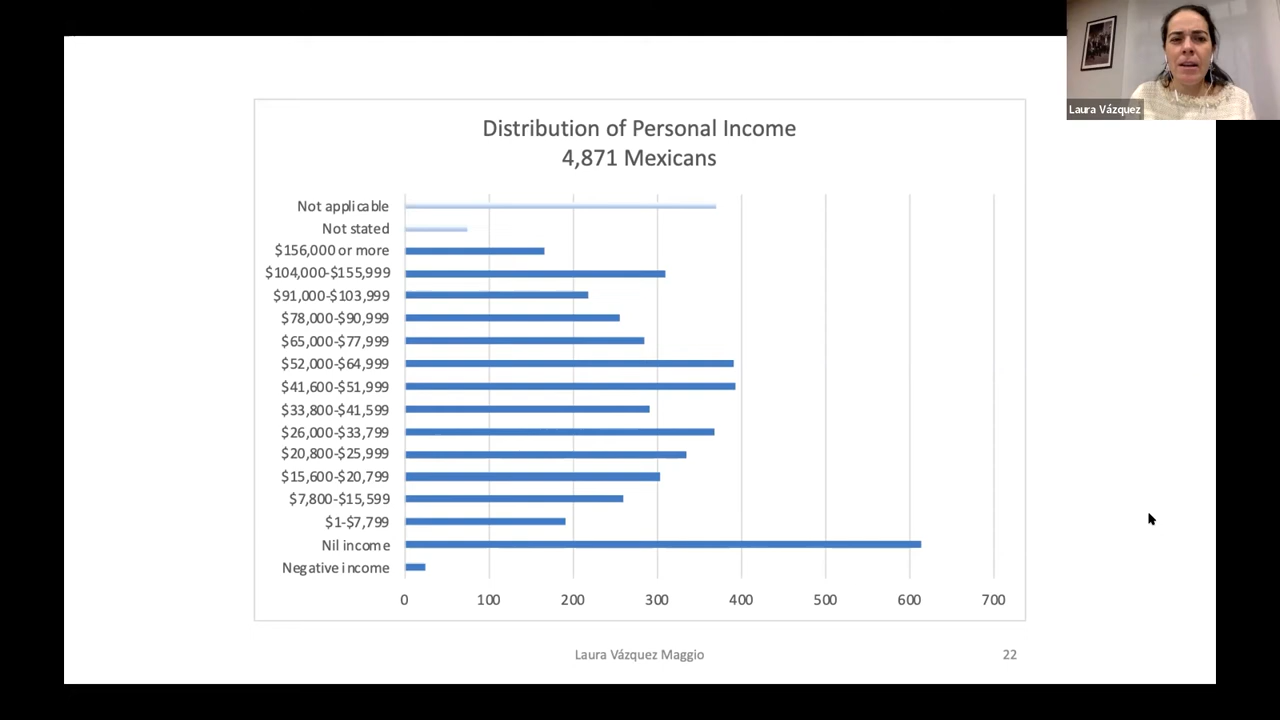 Laura Vázquez
Distribution of Personal Income
4,871 Mexicans
Not applicable
Not stated
$156,000 or more
$104,000-$155,999
$91,000-$103,999
$78,000-$90,999
$65,000-$77,999
$52,000-$64,999
$41,600-$51,999
$33,800-$41,599
$26,000-$33,799
$20,800-$25,999
$15,600-$20,799
$7,800-$15,599
$1-$7,799
Nil income
Negative income
0 100 200 300 400 500 600 700
Laura Vázquez Maggio 22